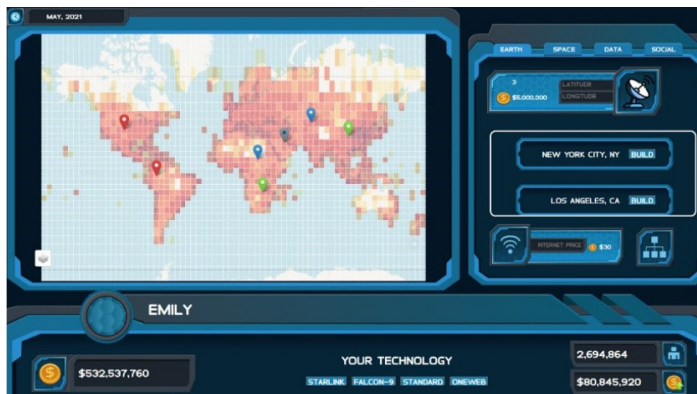 MAY, 2021
EARTH SPACE DATA SOCIAL
3
LATITUDE
$5,000,000
LONGTUDE
NEW YORK CITY, NY BUILD
LOS ANGELES, CA BUILD
INTERNET PRICE $30
EMILY
$532,537,760
YOUR TECHNOLOGY
STARLINK FALCON-9 STANDARD ONEWEB
2,694,864
$80,845,920